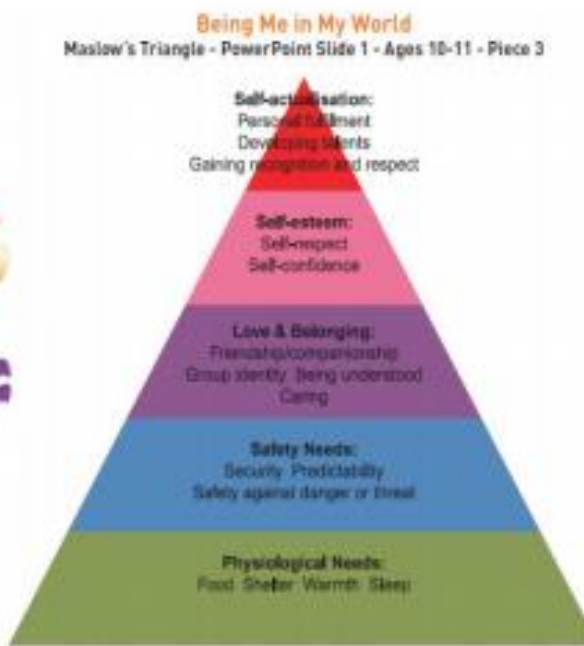 Being Me in My World
Maslow's Triangle - PowerPoint Slide 1 - Ages 10-11 - Piece 3
Self-actualisation:
Personal fulfilment
Developing talents
Gaining recognition and respect
Self-esteem:
Self-respect
Self-confidence
Love & Belonging:
Friendship/companionship
Group identity Being understood
Caring
Safety Needs:
Security Predictability
Safety against danger or threat
Physiological Needs:
Food Shelter Warmth Sleep